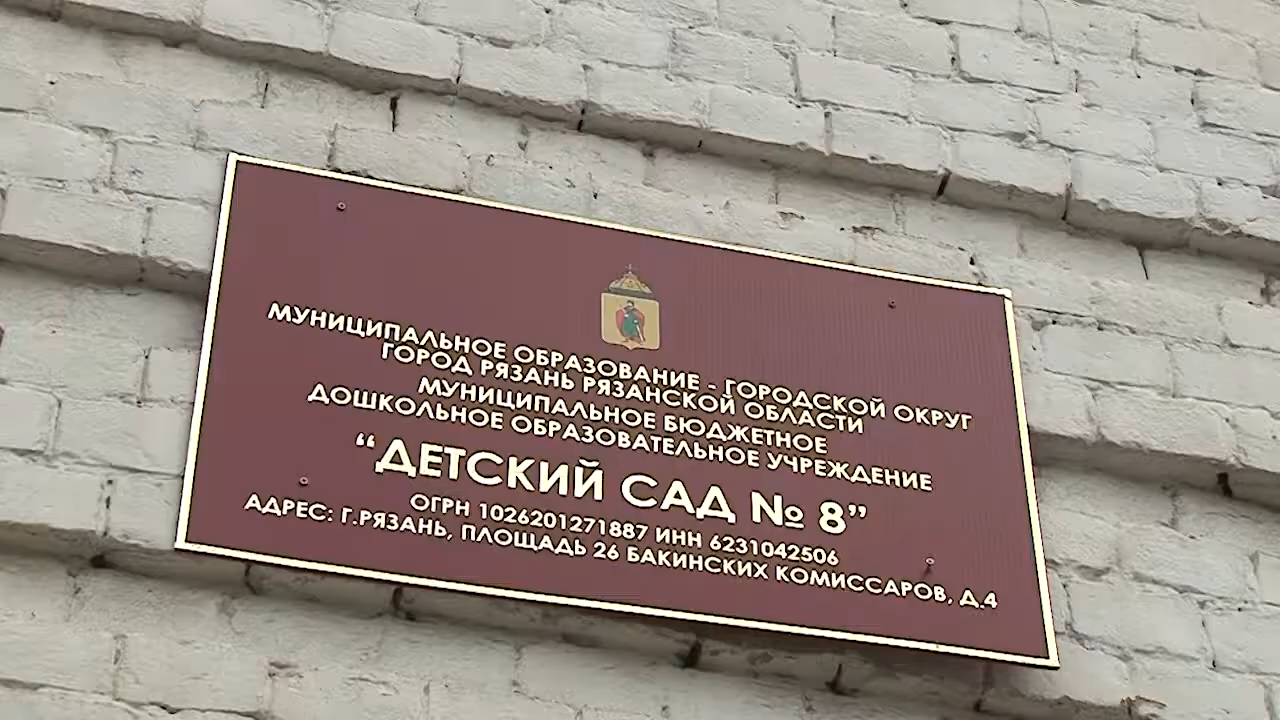 МУНИЦИПАЛЬНОЕ ОБРАЗОВАНИЕ - ГОРОДСКОЙ ОКРУГ
ГОРОД РЯЗАНЬ РЯЗАНСКОЙ ОБЛАСТИ
МУНИЦИПАЛЬНОЕ БЮДЖЕТНОЕ
ДОШКОЛЬНОЕ ОБРАЗОВАТЕЛЬНОЕ УЧРЕЖДЕНИЕ
“ДЕТСКИЙ САД № 8”
ОГРН 1026201271887 ИНН 6231042506
АДРЕС: Г.РЯЗАНЬ, ПЛОЩАДЬ 26 БАКИНСКИХ КОМИССАРОВ, Д.4